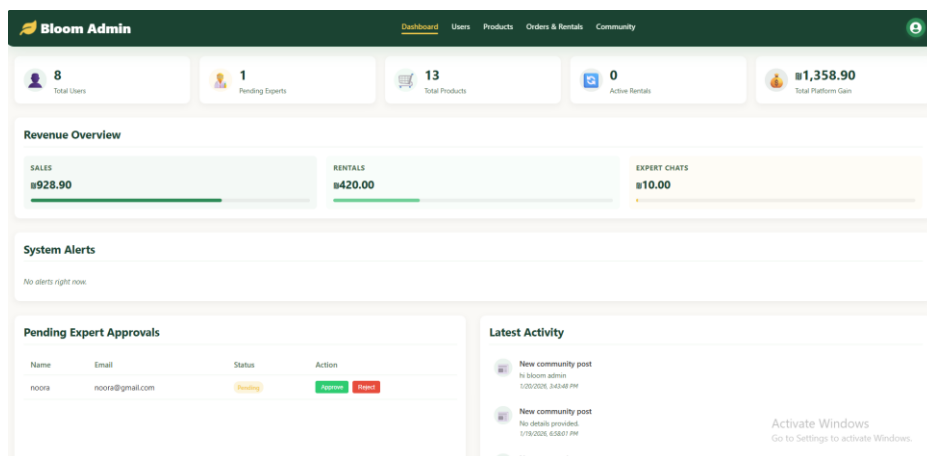 Bloom Admin
Dashboard Users Products Orders & Rentals Community
8
Total Users
1
Pending Experts
13
Total Products
0
Active Rentals
₪1,358.90
Total Platform Gain
Revenue Overview
SALES
₪928.90
RENTALS
₪420.00
EXPERT CHATS
₪10.00
System Alerts
No alerts right now.
Pending Expert Approvals
Name Email Status Action
noora noora@gmail.com Pending Approve Reject
Latest Activity
New community post
hi bloom admin
1/20/2026, 3:43:48 PM
New community post
No details provided.
1/19/2026, 6:58:01 PM
Activate Windows
Go to Settings to activate Windows.